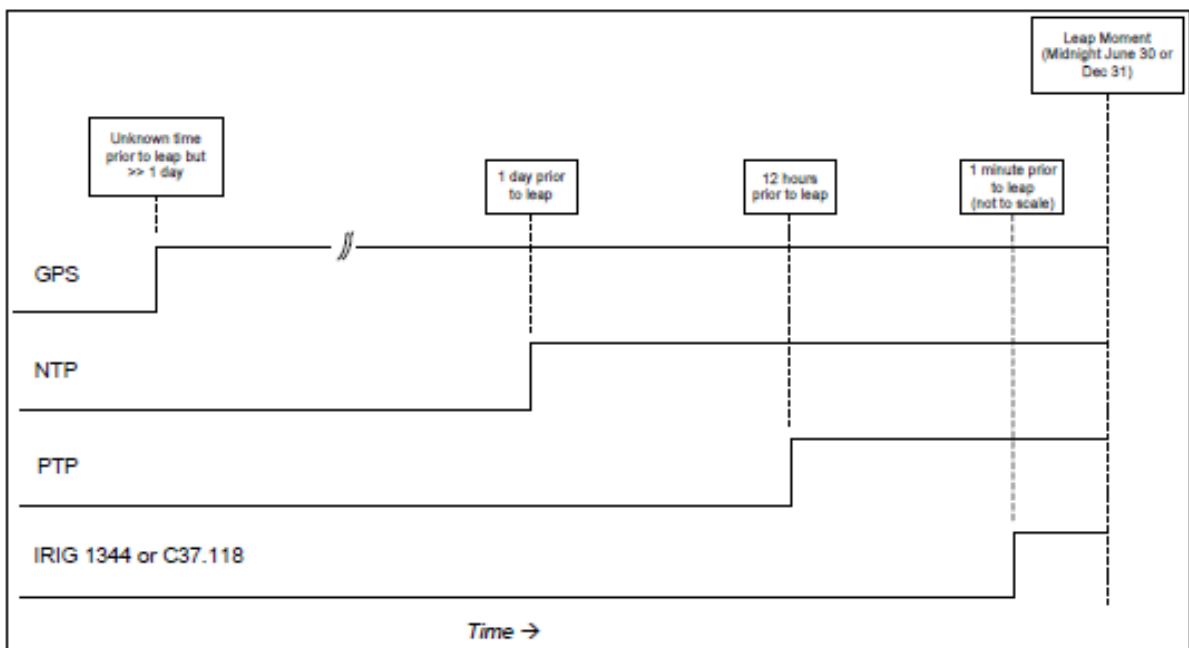 Leap Moment
(Midnight June 30 or
Dec 31)
Unknown time
prior to leap but
>> 1 day
1 day prior
to leap
12 hours
prior to leap
1 minute prior
to leap
(not to scale)
GPS
NTP
PTP
IRIG 1344 or C37.118
Time →